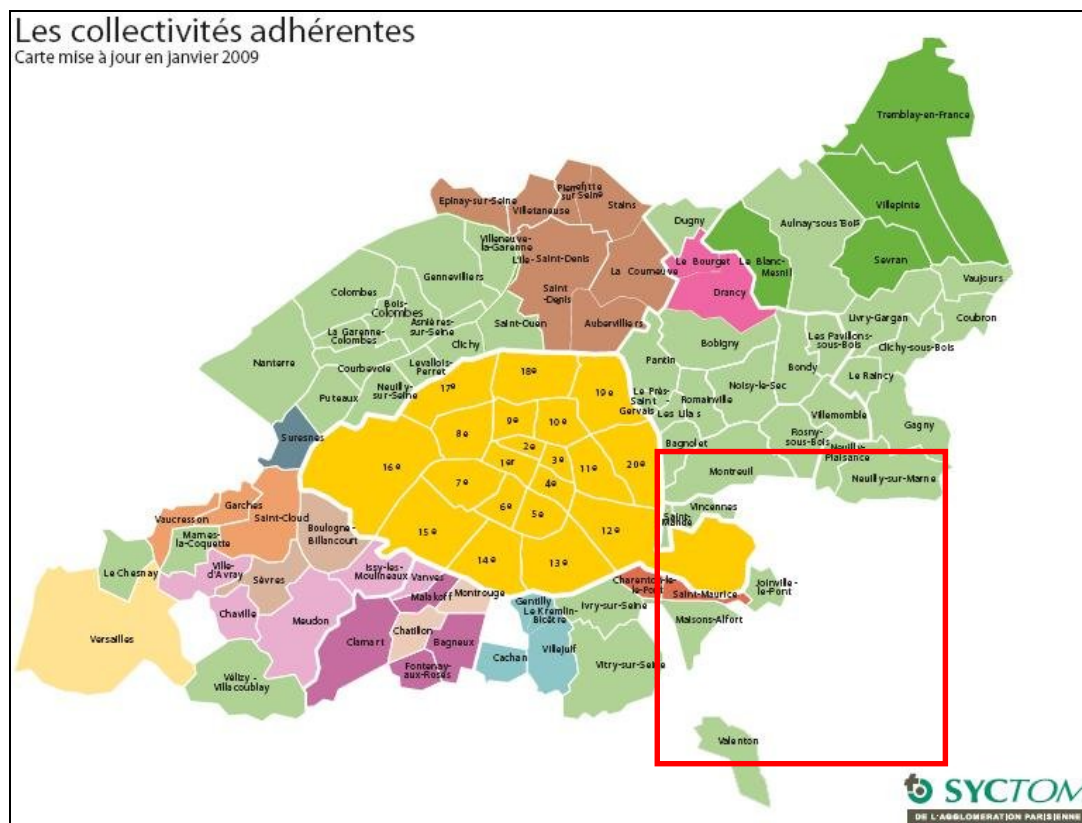 Les collectivités adhérentes
Carte mise à jour en janvier 2009
Tremblay-en-France
Villepinte
Sevran
Aulnay-sous Bois
Le Blanc-
Mesnil
Vaujours
Coubron
Livry-Gargan
Les Pavillons-
sous-Bois
Clichy-sous-Bois
Le Raincy
Gagny
Villemomble
Bondy
Bobigny
Noisy-le-Sec
Rosny-
sous-Bois
Neuilly-
Plaisance
Neuilly-sur-Marne
Montreuil
Bagnolet
Romainville
Les Lilas
Le Près-
Saint-
Gervais
Pantin
Dugny
Le Bourget
Drancy
Epinay-sur-Seine
Villetaneuse
Pierrefitte
sur Seine
Stains
L'Ile-
Saint-Denis
La Courneuve
Saint
-Denis
Aubervilliers
Villeneuve-
la-Garenne
Gennevilliers
Colombes
Bois-
Colombes
La Garenne-
Colombes
Asnières-
sur-Seine
Saint-Ouen
Clichy
Levallois-
Perret
Courbevoie
Neuilly-
sur-Seine
Nanterre
Puteaux
Suresnes
17e
18e
19e
8e
9e
10e
2e
1er
3e
11e
20e
16e
7e
4e
6e
5e
15e
14e
13e
12e
Vincennes
Saint-
Mandé
Charenton-le-
Pont
Saint-Maurice
Joinville-
le-Pont
Maisons-Alfort
Ivry-sur-Seine
Vitry-sur-Seine
Valenton
Gentilly
Le Kremlin-
Bicêtre
Villejuif
Cachan
Montrouge
Vanves
Malakoff
Chatillon
Bagneux
Fontenay-
aux-Roses
Clamart
Issy-les-
Moulineaux
Boulogne-
Billancourt
Garches
Saint-Cloud
Vaucresson
Marnes-
la-Coquette
Ville-
d'Avray
Sèvres
Chaville
Meudon
Le Chesnay
Versailles
Vélizy-
Villacoublay
SYCTOM
DE L'AGGLOMERATION PARISIENNE